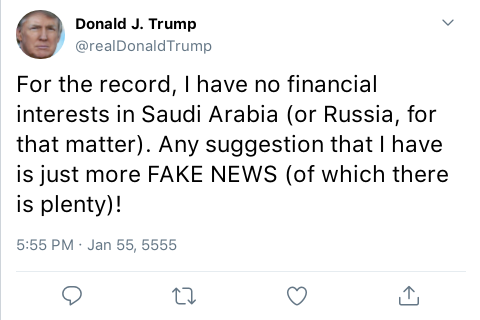 Donald J. Trump
@realDonaldTrump
For the record, I have no financial
interests in Saudi Arabia (or Russia, for
that matter). Any suggestion that I have
is just more FAKE NEWS (of which there
is plenty)!
5:55 PM · Jan 55, 5555